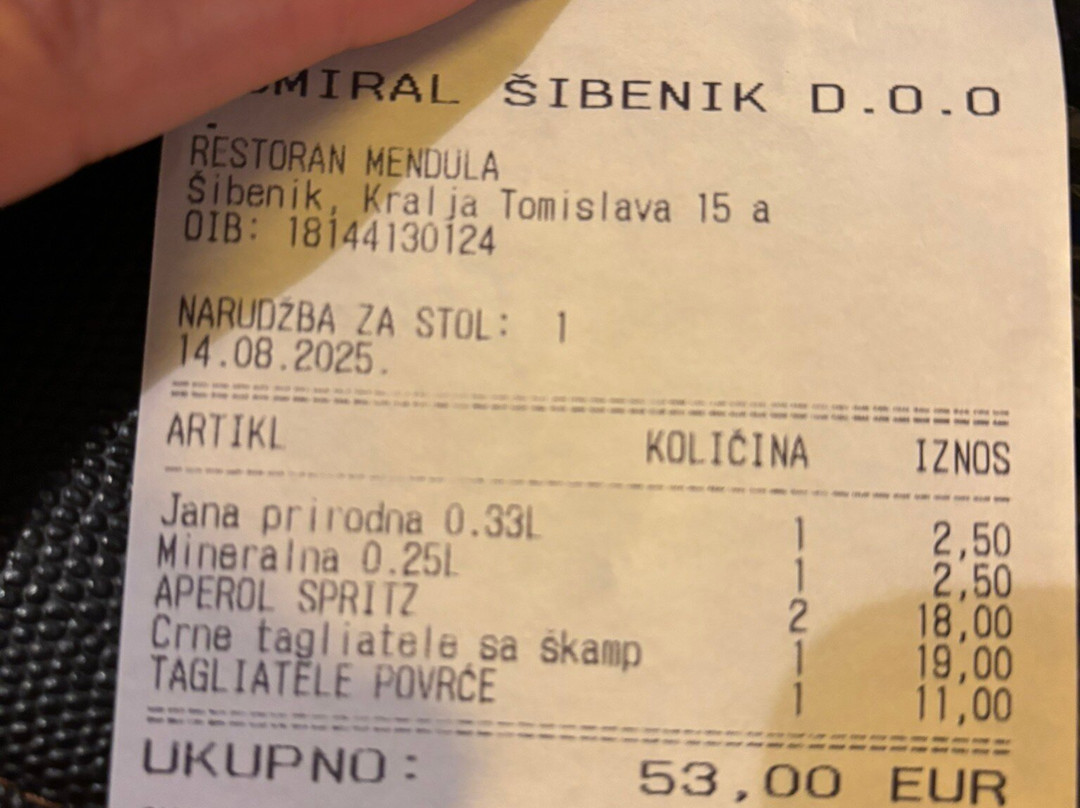 MIRAL ŠIBENIK D.O.O
.
RESTORAN MENDULA
Šibenik, Kralja Tomislava 15 a
OIB: 18144130124
NARUDŽBA ZA STOL: 1
14.08.2025.
ARTIKL KOLIČINA IZNOS
Jana prirodna 0.33L 1 2,50
Mineralna 0.25L 1 2,50
APEROL SPRITZ 2 18,00
Crne tagliatele sa škamp 1 19,00
TAGLIATELE POVRĆE 1 11,00
UKUPNO: 53,00 EUR